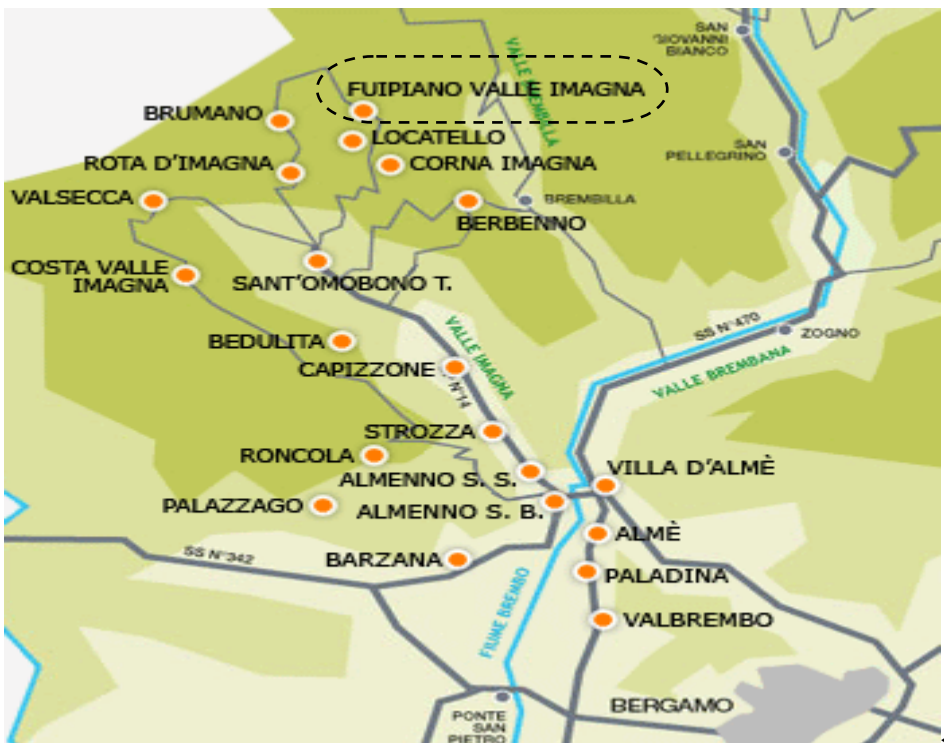 SAN
GIOVANNI
BIANCO
VALLE BREMBILLA
FUIPIANO VALLE IMAGNA
BRUMANO
LOCATELLO
SAN
PELLEGRINO
ROTA D'IMAGNA
CORNA IMAGNA
VALSECCA
BREMBILLA
BERBENNO
COSTA VALLE
IMAGNA
SANT'OMOBONO T.
SS N°470
ZOGNO
VALLE IMAGNA
BEDULITA
VALLE BREMBANA
CAPIZZONE
N°14
STROZZA
RONCOLA
VILLA D'ALMÈ
ALMENNO S. S.
PALAZZAGO
ALMENNO S. B.
ALMÈ
SS N°342
BARZANA
PALADINA
FIUME BREMBO
VALBREMBO
BERGAMO
PONTE
SAN
PIETRO